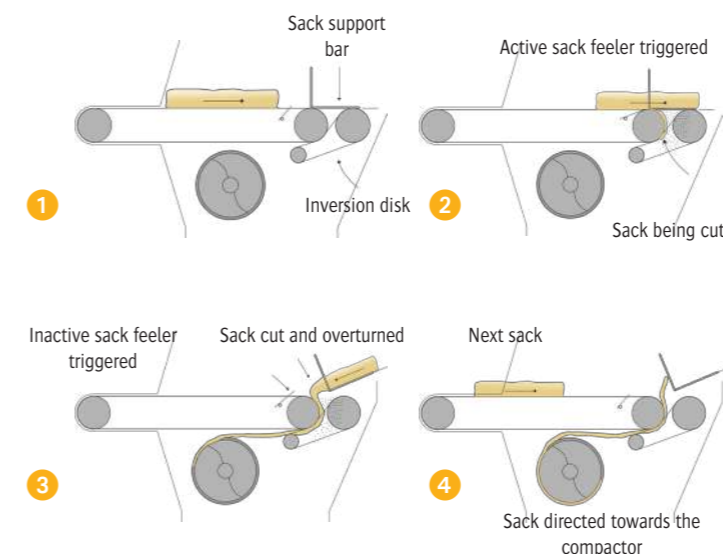 Sack support
bar
Inversion disk
1
Active sack feeler triggered
Sack being cut
2
Inactive sack feeler
triggered
Sack cut and overturned
3
Next sack
Sack directed towards the
compactor
4